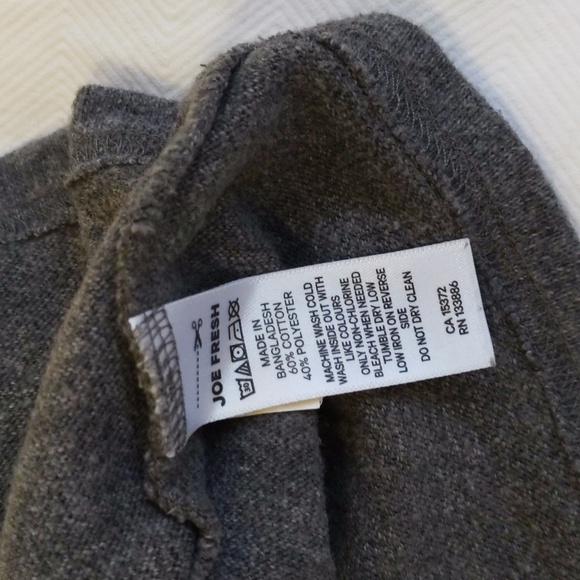 JOE FRESH
30
MADE IN
BANGLADESH
60% COTTON
40% POLYESTER
MACHINE WASH COLD
WASH INSIDE OUT WITH
LIKE COLOURS
ONLY NON-CHLORINE
BLEACH WHEN NEEDED
TUMBLE DRY LOW
LOW IRON ON REVERSE
SIDE
DO NOT DRY CLEAN
CA 15372
RN 133886